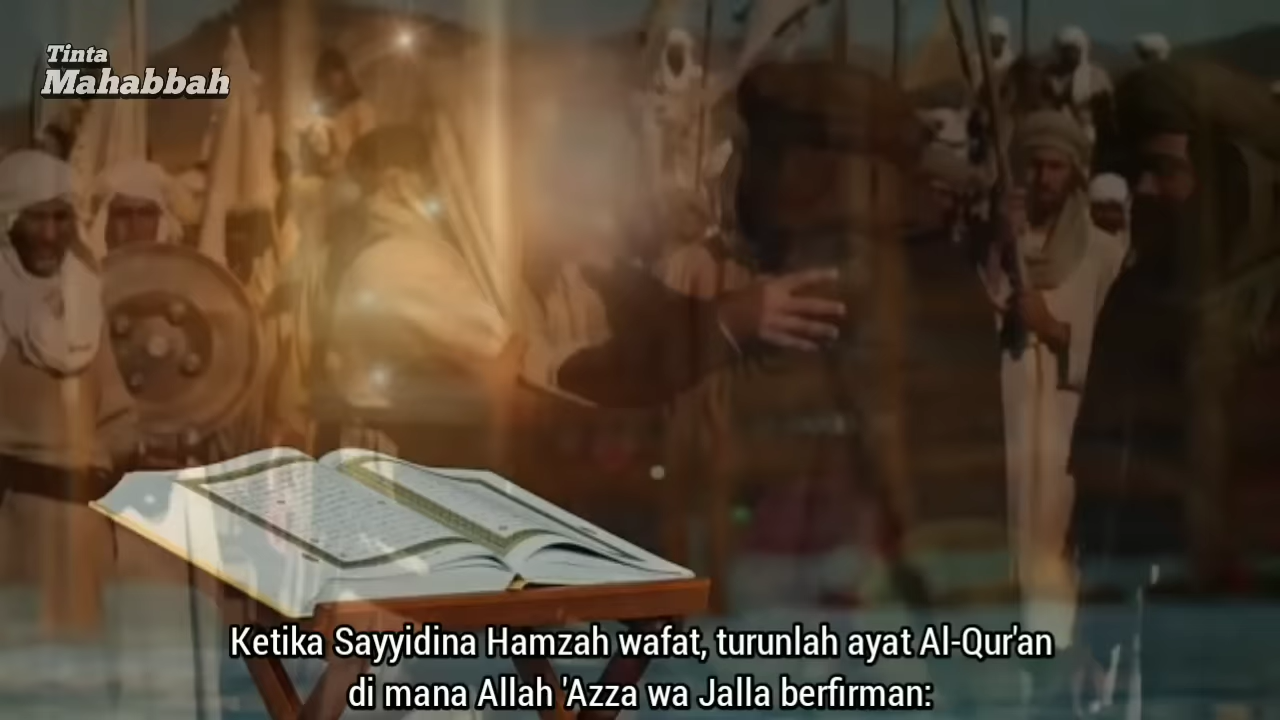 Tinta
Mahabbah
Ketika Sayyidina Hamzah wafat, turunlah ayat Al-Qur'an
di mana Allah 'Azza wa Jalla berfirman: